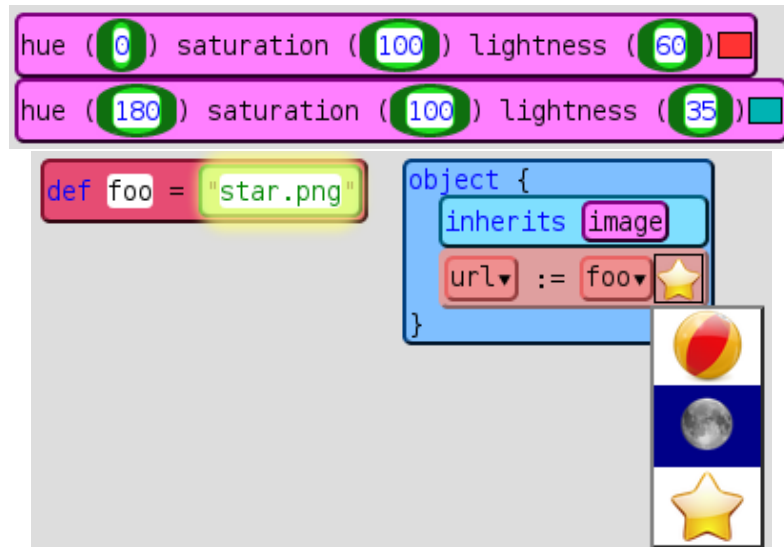 hue (0) saturation (100) lightness (60)
hue (180) saturation (100) lightness (35)
def foo = "star.png"
object {
inherits image
url▾ := foo▾
}